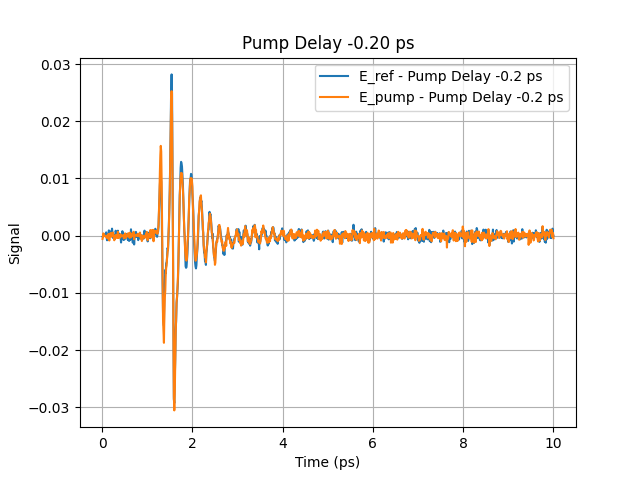 Pump Delay -0.20 ps
E_ref - Pump Delay -0.2 ps
E_pump - Pump Delay -0.2 ps
0.03
0.02
0.01
0.00
−0.01
−0.02
−0.03
Signal
0 2 4 6 8 10
Time (ps)